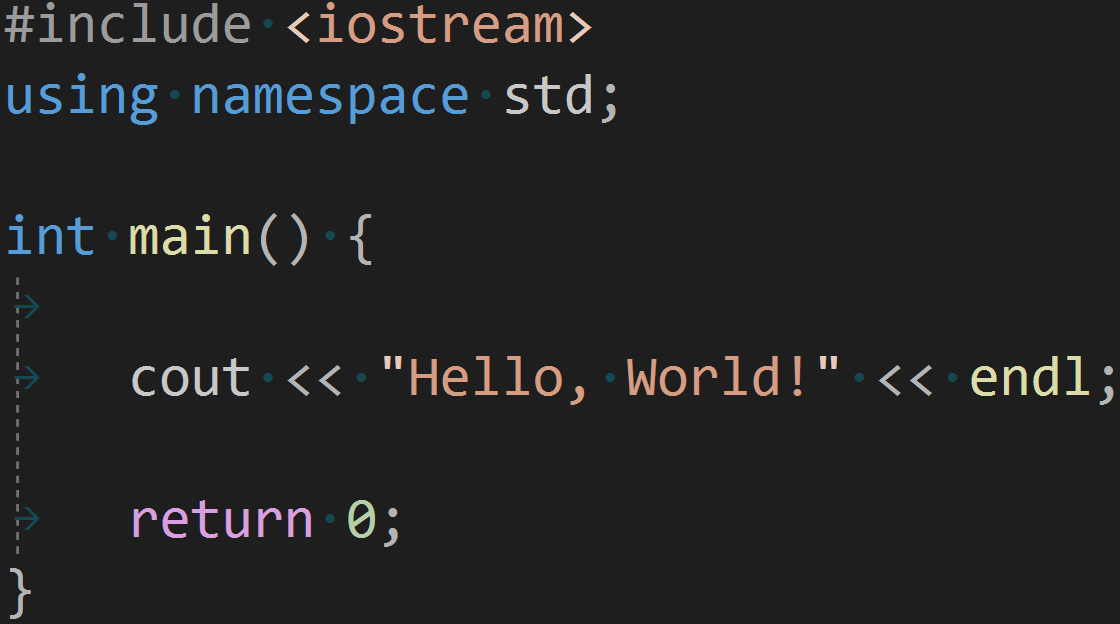 #include <iostream>
using namespace std;
int main() {
cout << "Hello, World!" << endl;
return 0;
}